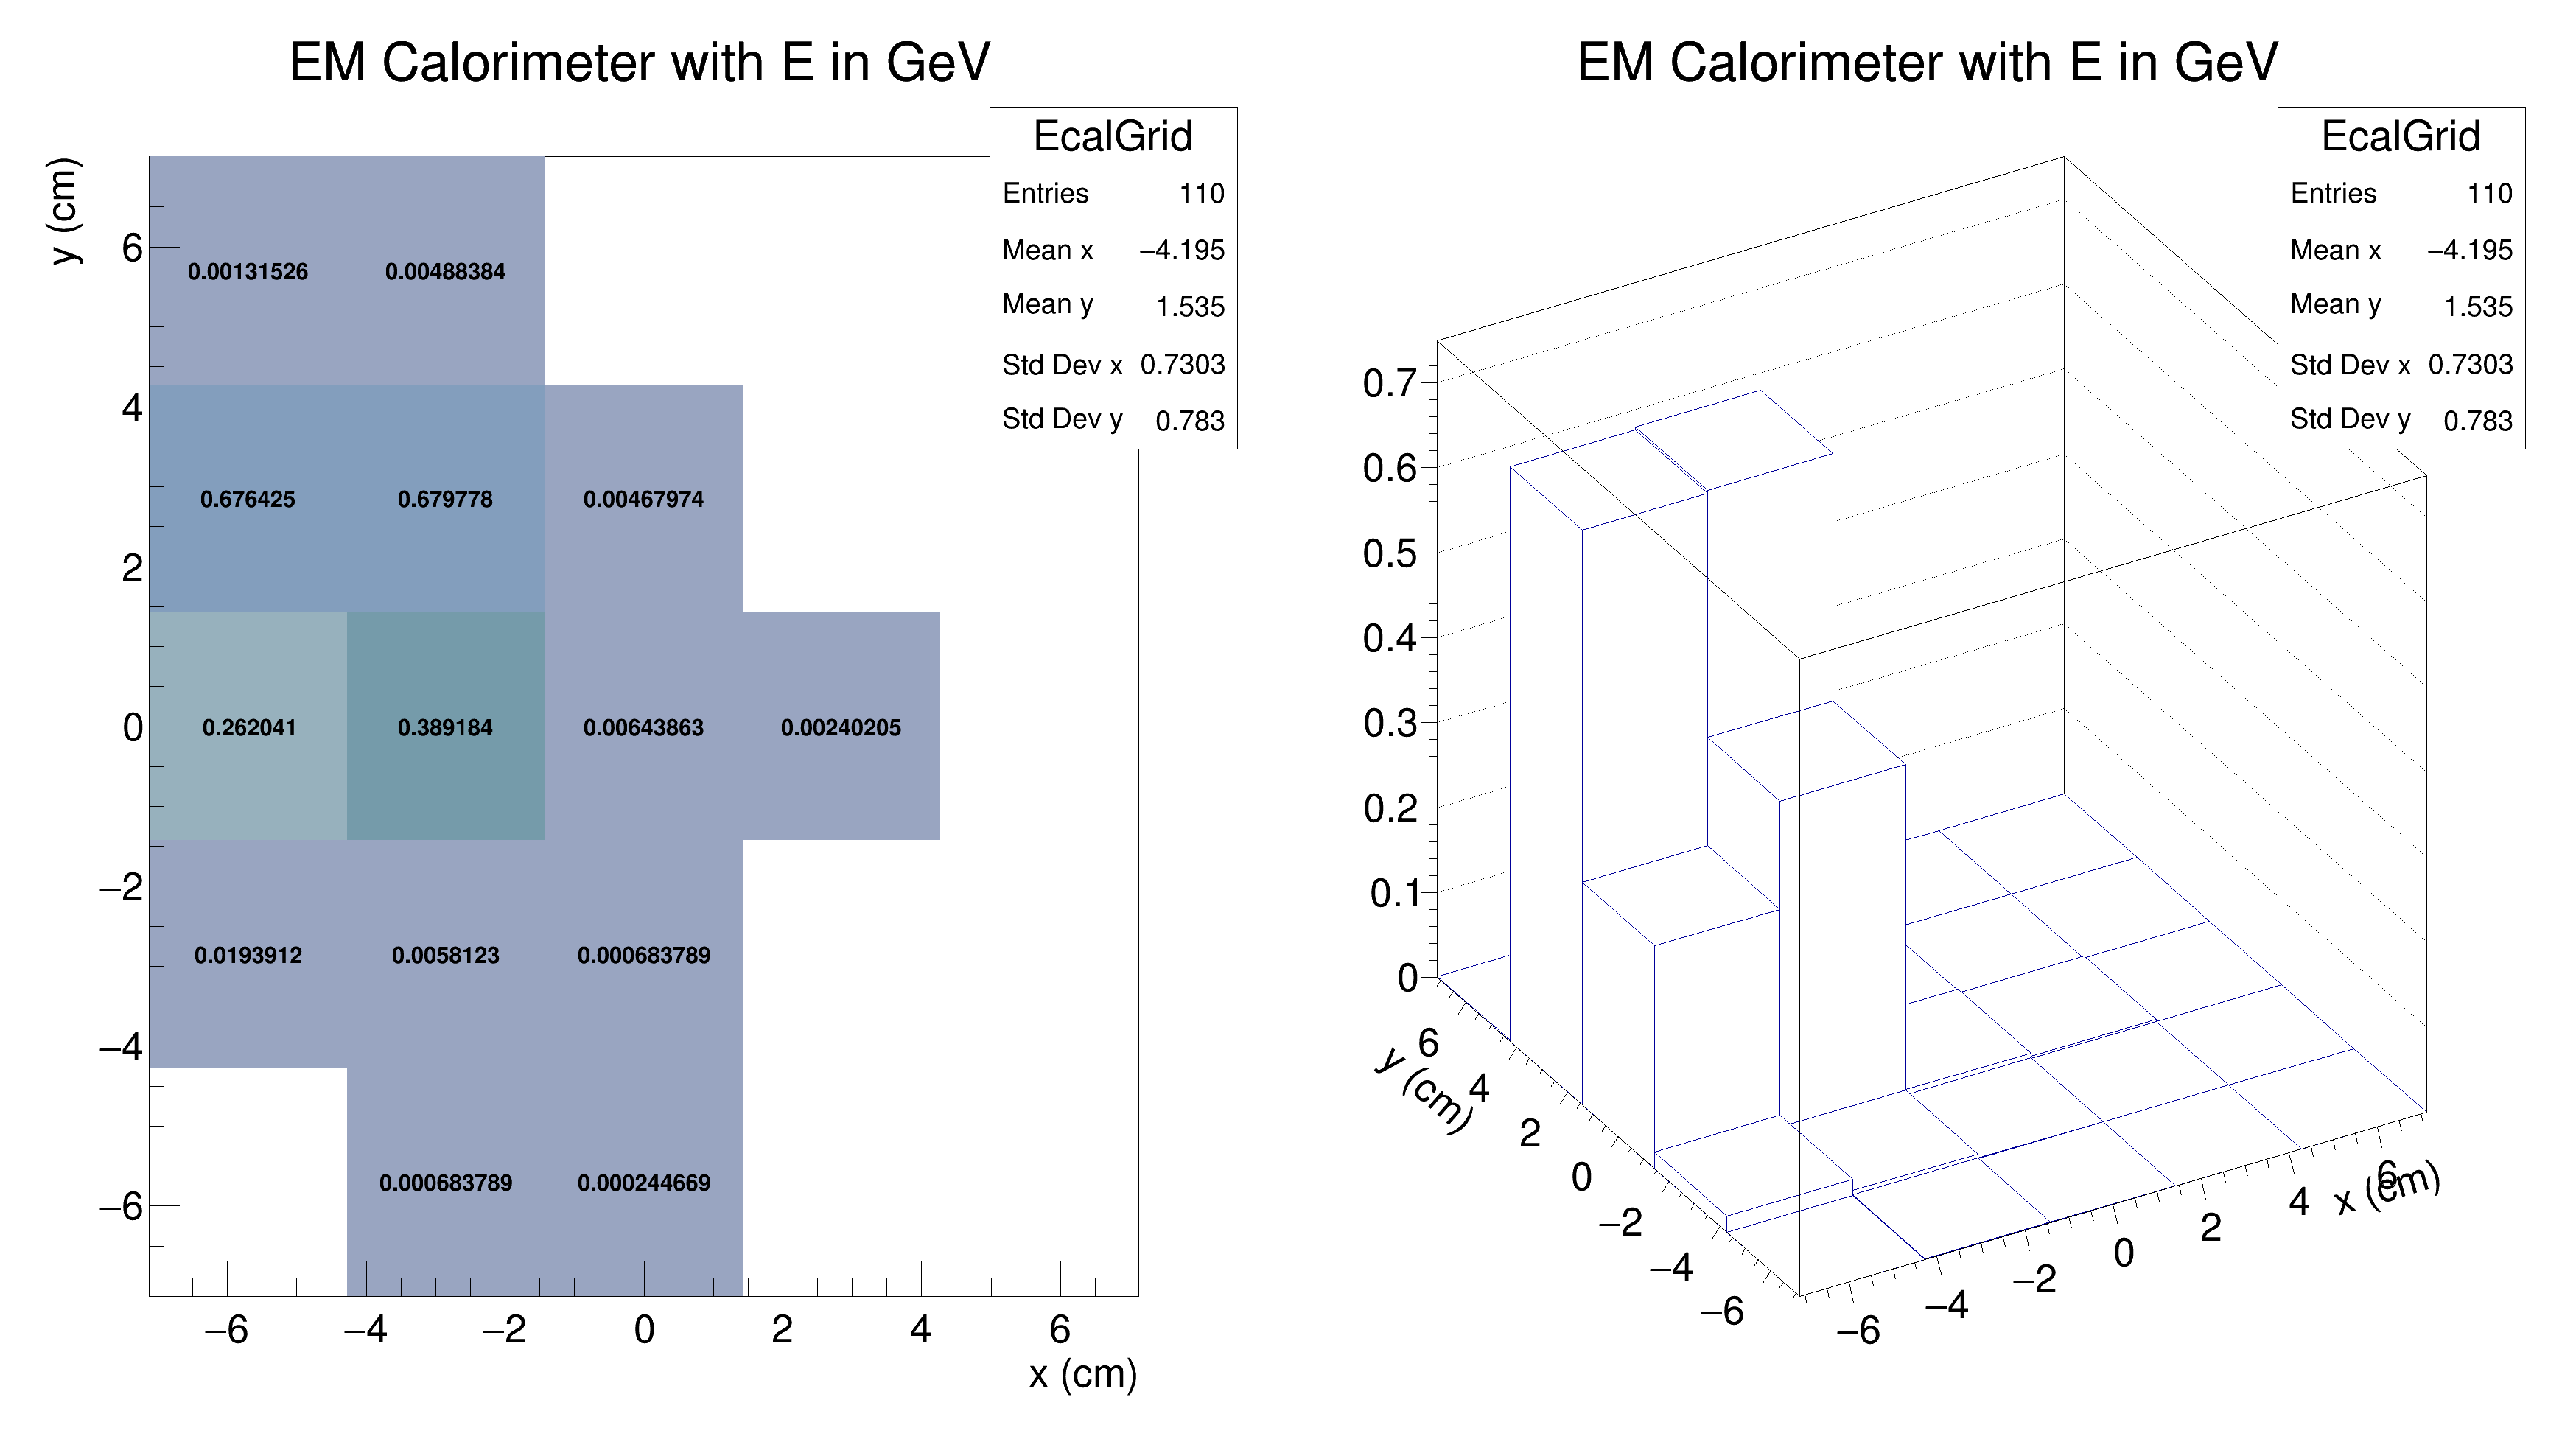 EM Calorimeter with E in GeV
EcalGrid
Entries 110
Mean x −4.195
Mean y 1.535
Std Dev x 0.7303
Std Dev y 0.783
y (cm)
6
4
2
0
−2
−4
−6
0.00131526 0.00488384
0.676425 0.679778 0.00467974
0.262041 0.389184 0.00643863 0.00240205
0.0193912 0.0058123 0.000683789
0.000683789 0.000244669
−6 −4 −2 0 2 4 6
x (cm)
EM Calorimeter with E in GeV
EcalGrid
Entries 110
Mean x −4.195
Mean y 1.535
Std Dev x 0.7303
Std Dev y 0.783
0.7
0.6
0.5
0.4
0.3
0.2
0.1
0
y (cm)
6
4
2
0
−2
−4
−6
−6
−4
−2
0
2
4
6
x (cm)